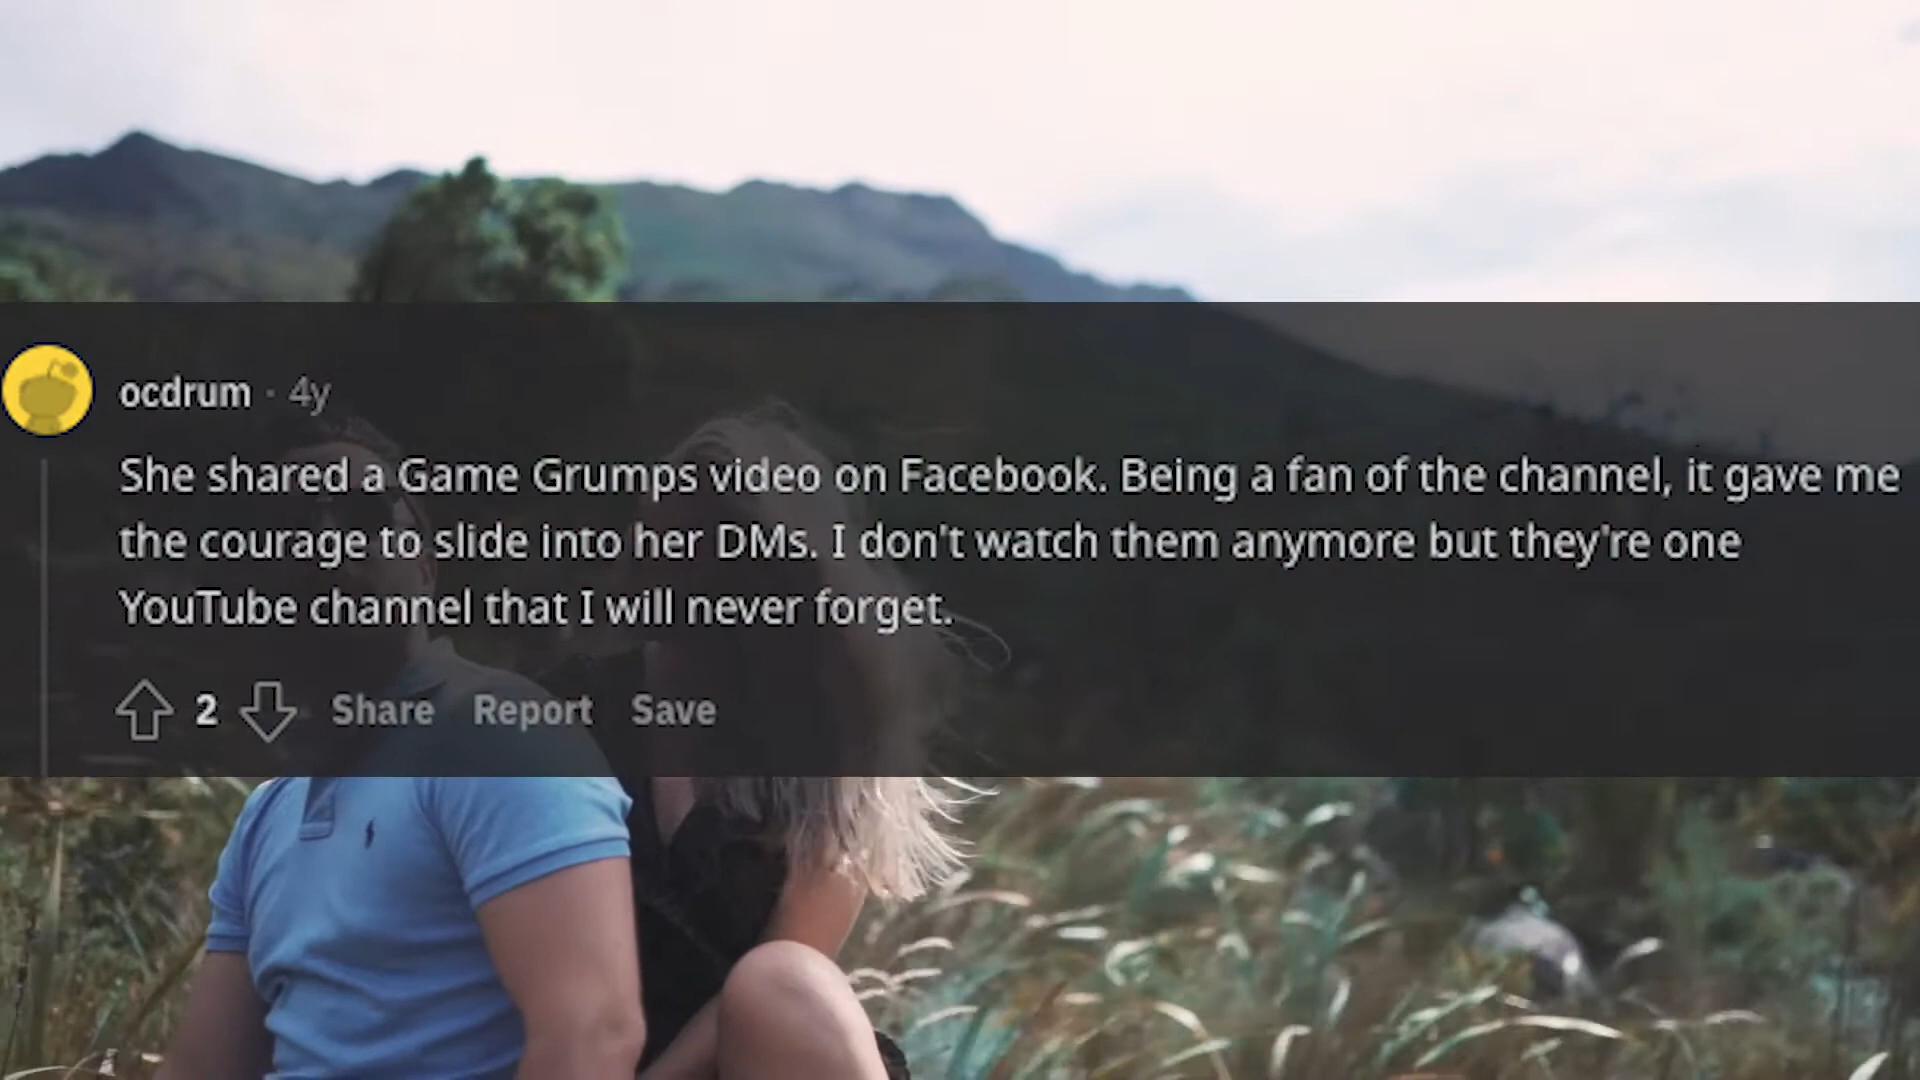 ocdrum · 4y
She shared a Game Grumps video on Facebook. Being a fan of the channel, it gave me
the courage to slide into her DMs. I don't watch them anymore but they're one
YouTube channel that I will never forget.
2 Share Report Save